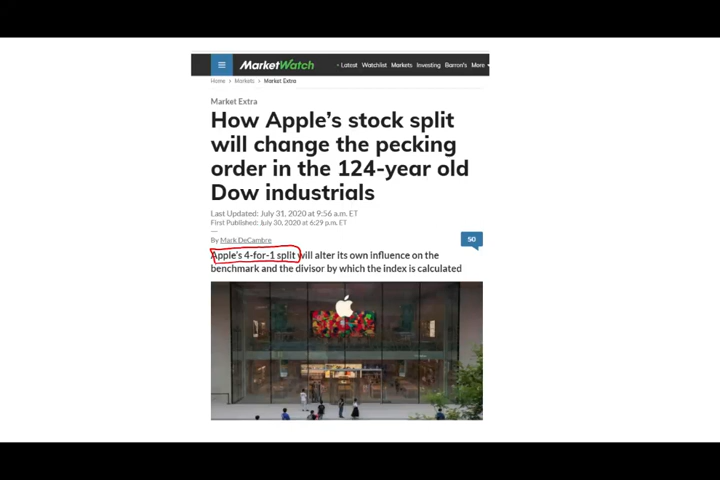 MarketWatch
Latest Watchlist Markets Investing Barron's More
Home > Markets > Market Extra
Market Extra
How Apple's stock split
will change the pecking
order in the 124-year old
Dow industrials
Last Updated: July 31, 2020 at 9:56 a.m. ET
First Published: July 30, 2020 at 6:29 p.m. ET
By Mark DeCambre
50
Apple's 4-for-1 split will alter its own influence on the
benchmark and the divisor by which the index is calculated